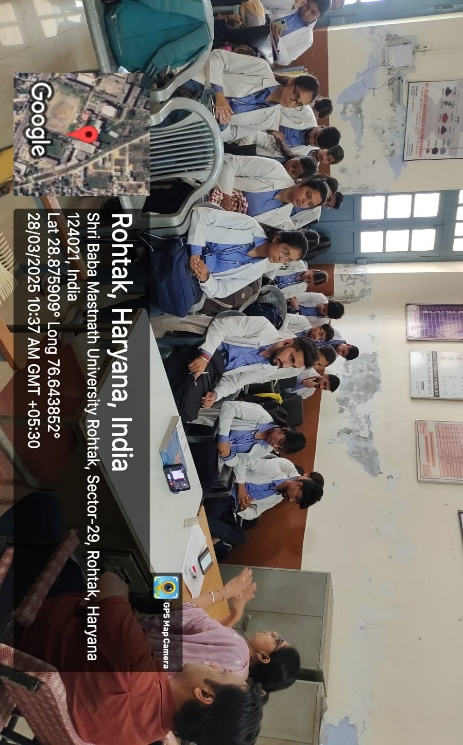 Google
GPS Map Camera
Rohtak, Haryana, India
Shri Baba Mastnath University Rohtak, Sector-29, Rohtak, Haryana
124021, India
Lat 28.875909° Long 76.643852°
28/03/2025 10:37 AM GMT +05:30